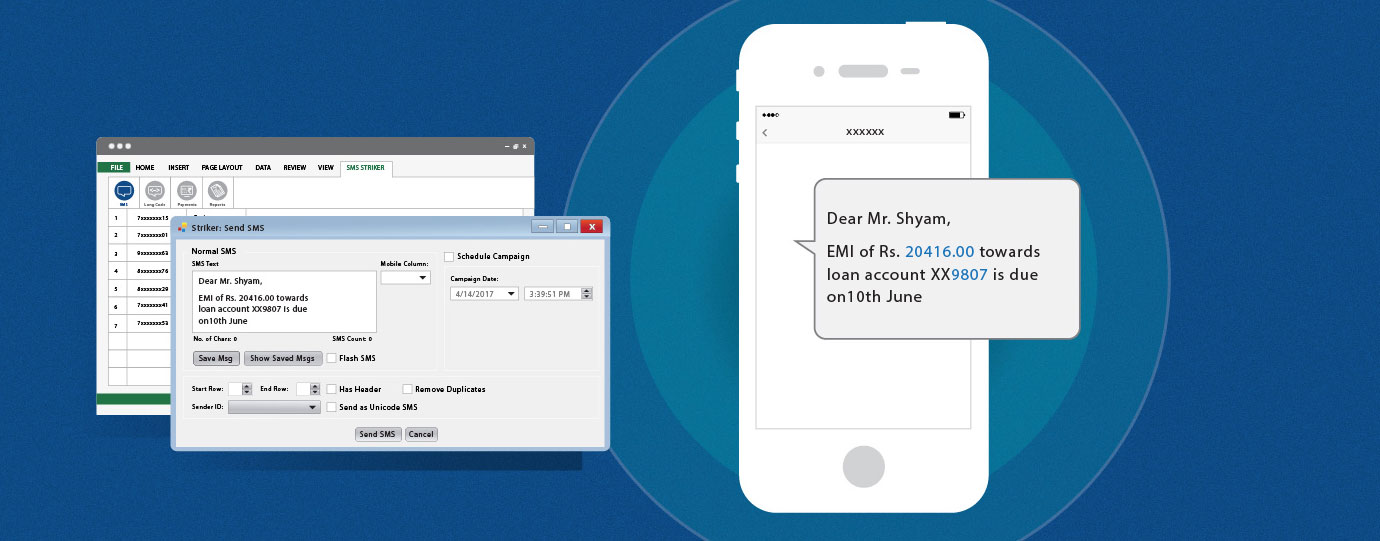 FILE HOME INSERT PAGE LAYOUT DATA REVIEW VIEW SMS STRIKER
SMS Long Code Payments Reports
1 7xxxxxxx15
2 7xxxxxxx01
3 9xxxxxxx63
4 8xxxxxxx76
5 8xxxxxxx29
6 7xxxxxxx41
7 7xxxxxxx53
Striker: Send SMS
Normal SMS
SMS Text
Mobile Column:
Dear Mr. Shyam,
EMI of Rs. 20416.00 towards
loan account XX9807 is due
on10th June
No. of Chars: 0 SMS Count: 0
Save Msg Show Saved Msgs Flash SMS
Schedule Campaign
Campaign Date:
4/14/2017 3:39:51 PM
Start Row: End Row: Has Header Remove Duplicates
Sender ID: Send as Unicode SMS
Send SMS Cancel
XXXXXX
Dear Mr. Shyam,
EMI of Rs. 20416.00 towards
loan account XX9807 is due
on10th June